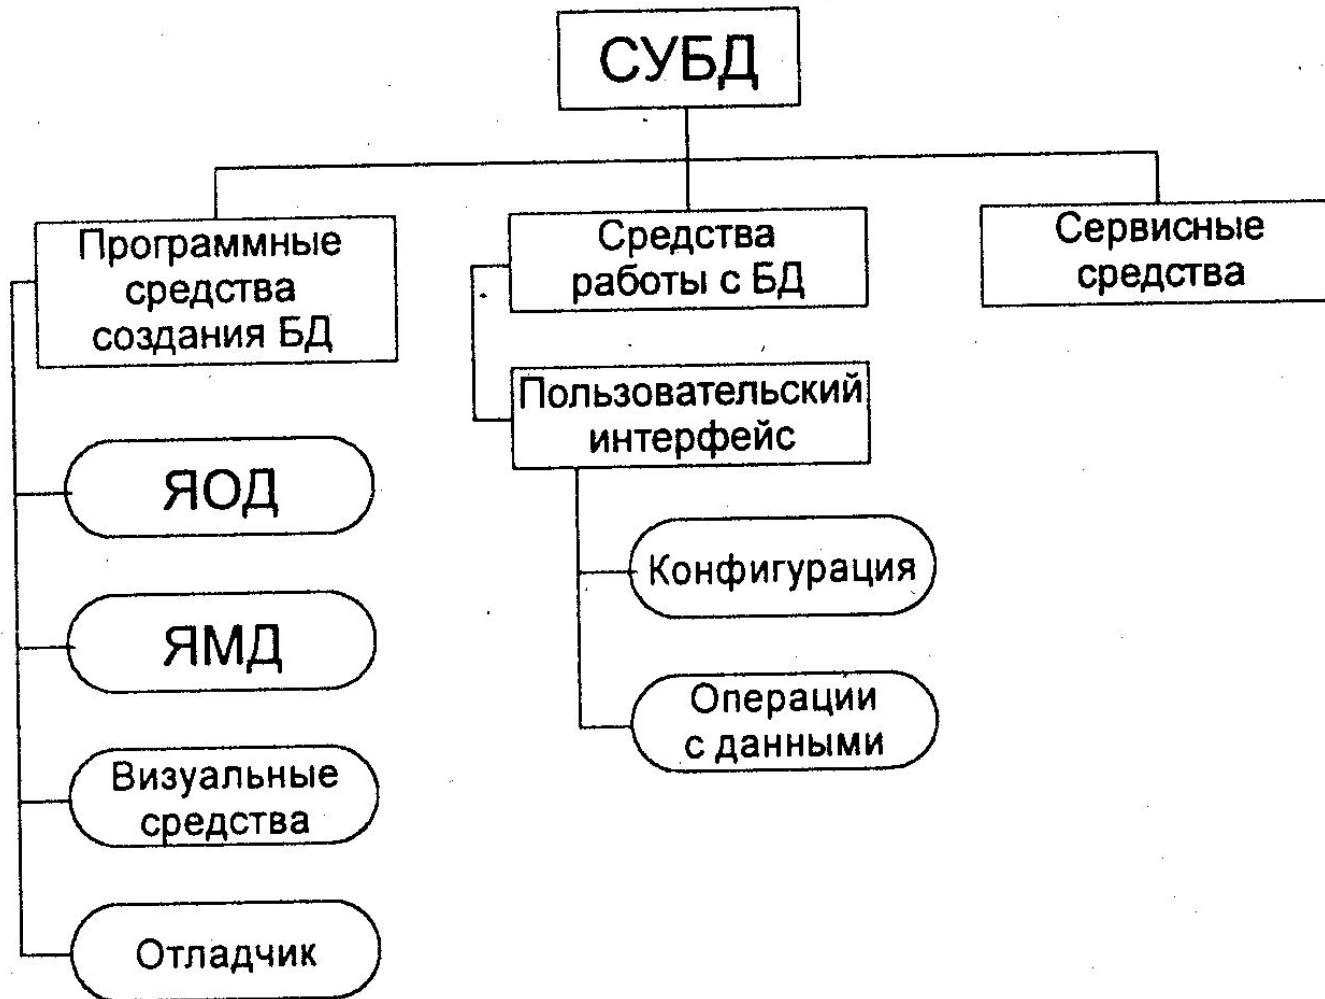 СУБД
Программные
средства
создания БД
Средства
работы с БД
Сервисные
средства
Пользовательский
интерфейс
ЯОД
ЯМД
Визуальные
средства
Отладчик
Конфигурация
Операции
с данными